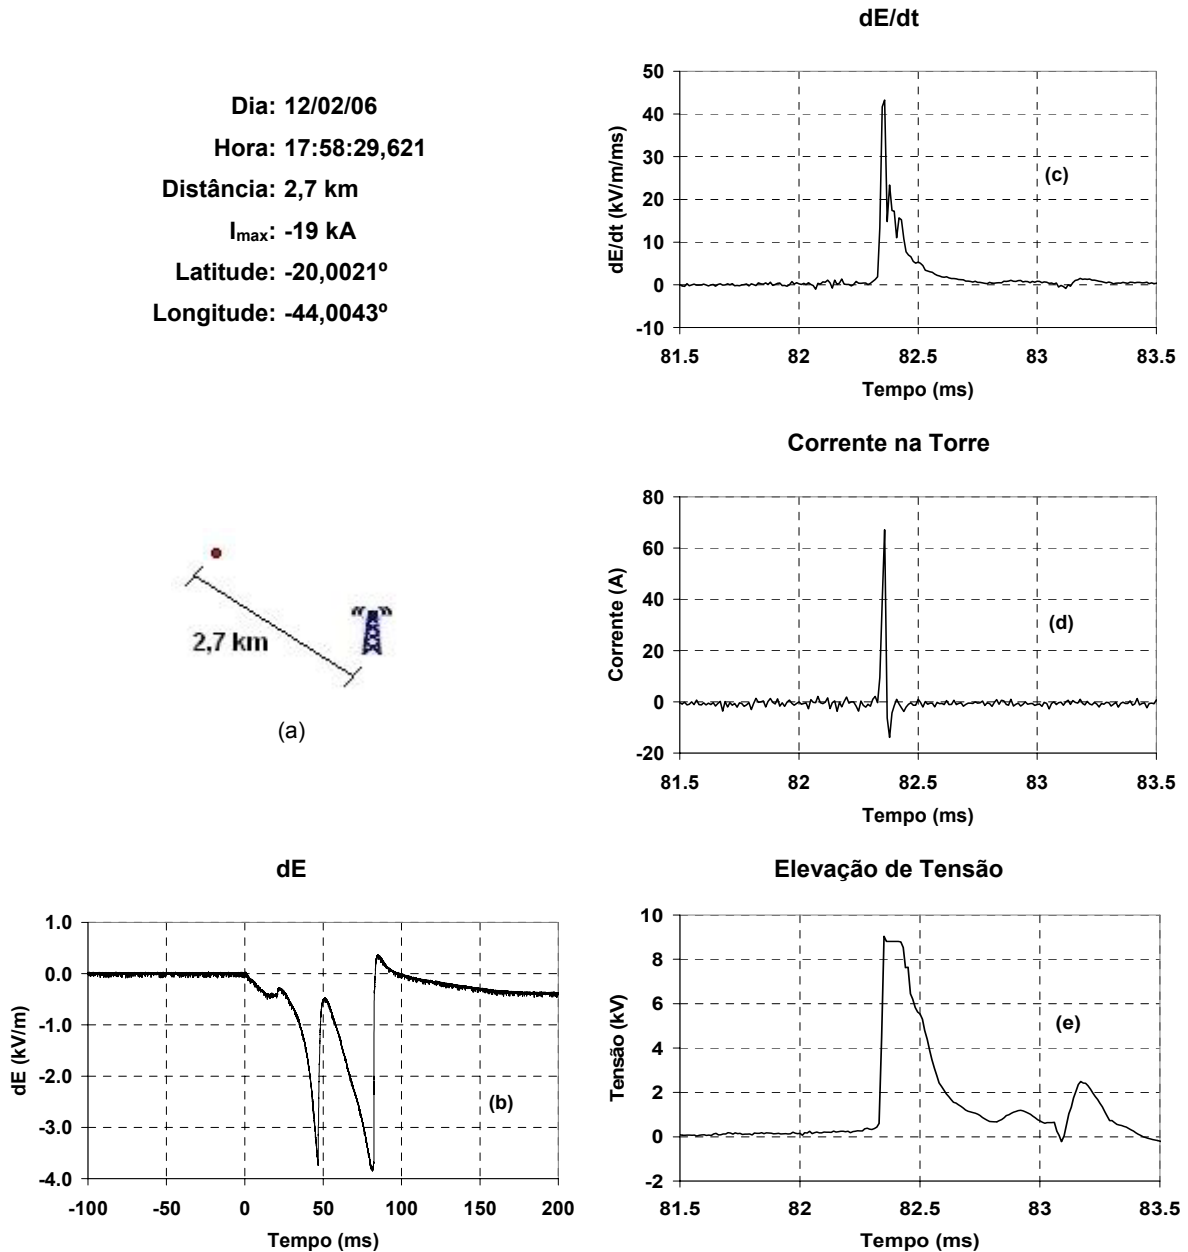 Dia: 12/02/06
Hora: 17:58:29,621
Distância: 2,7 km
Imax: -19 kA
Latitude: -20,0021º
Longitude: -44,0043º
2,7 km
(a)
dE/dt
50
40
30
20
10
0
-10
dE/dt (kV/m/ms)
(c)
81.5 82 82.5 83 83.5
Tempo (ms)
Corrente na Torre
80
60
40
20
0
-20
Corrente (A)
(d)
81.5 82 82.5 83 83.5
Tempo (ms)
dE
1.0
0.0
-1.0
-2.0
-3.0
-4.0
dE (kV/m)
(b)
-100 -50 0 50 100 150 200
Tempo (ms)
Elevação de Tensão
10
8
6
4
2
0
-2
Tensão (kV)
(e)
81.5 82 82.5 83 83.5
Tempo (ms)